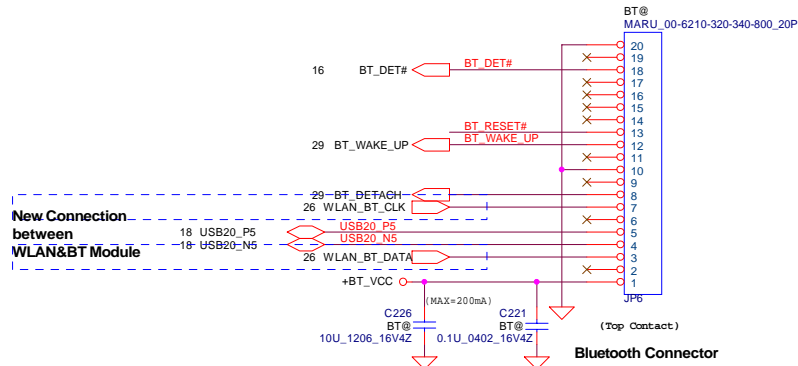 BT@
MARU_00-6210-320-340-800_20P
20
19
16 BT_DET# BT_DET# 18
17
16
15
14
BT_RESET# 13
29 BT_WAKE_UP BT_WAKE_UP 12
11
10
9
29 BT_DETACH 8
26 WLAN_BT_CLK 7
New Connection
between
WLAN&BT Module
6
18 USB20_P5 USB20_P5 5
18 USB20_N5 USB20_N5 4
26 WLAN_BT_DATA 3
2
+BT_VCC 1
JP6
(MAX=200mA)
C226
BT@
10U_1206_16V4Z
C221
BT@
0.1U_0402_16V4Z
(Top Contact)
Bluetooth Connector